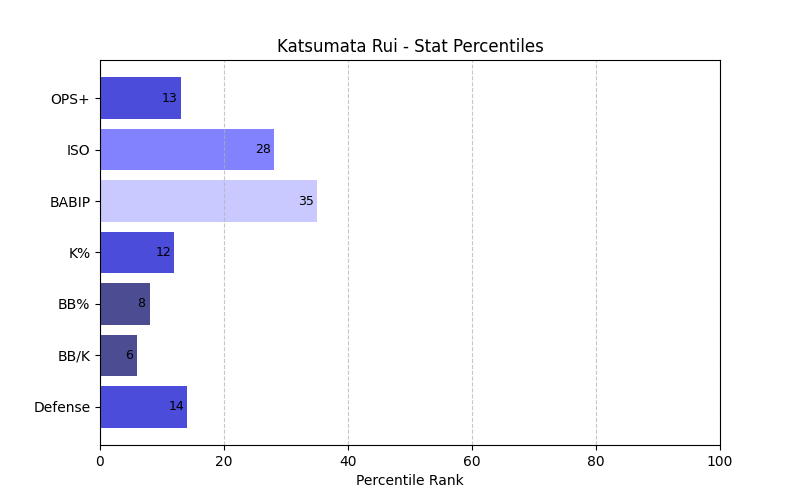 Katsumata Rui - Stat Percentiles
OPS+ 13
ISO 28
BABIP 35
K% 12
BB% 8
BB/K 6
Defense 14
0 20 40 60 80 100
Percentile Rank